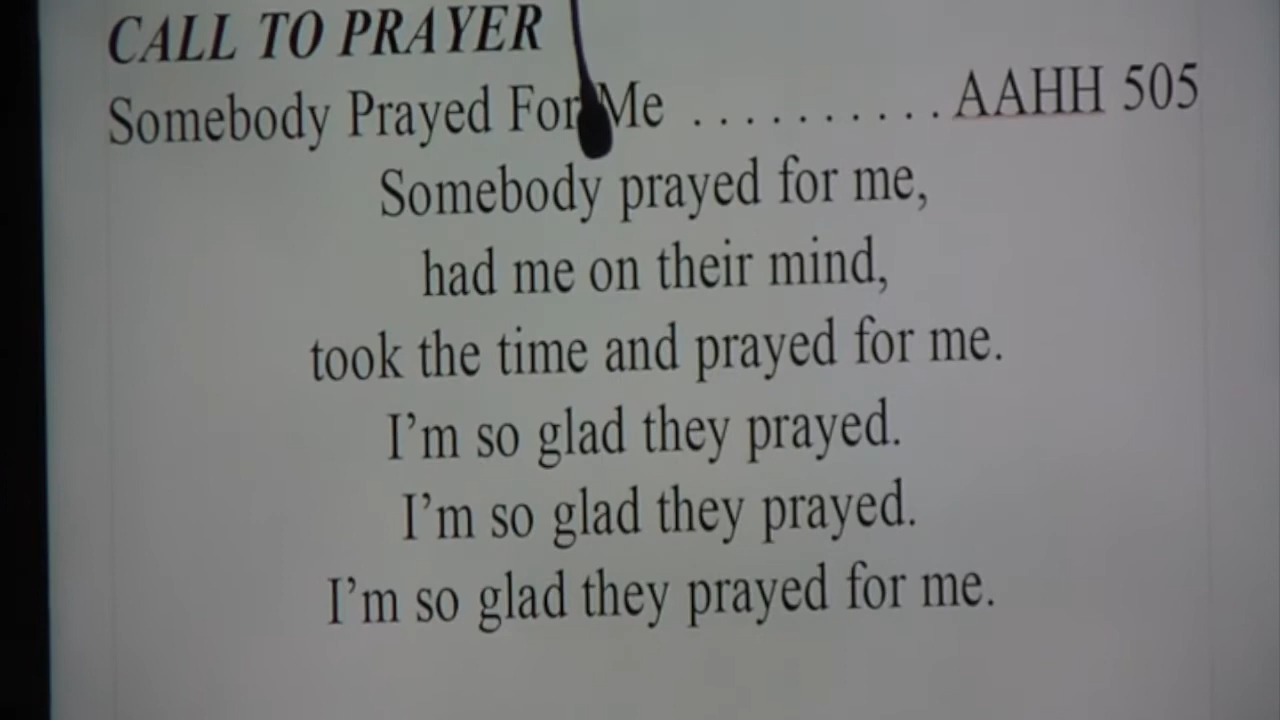 CALL TO PRAYER
Somebody Prayed For Me .......... AAHH 505
Somebody prayed for me,
had me on their mind,
took the time and prayed for me.
I’m so glad they prayed.
I’m so glad they prayed.
I’m so glad they prayed for me.